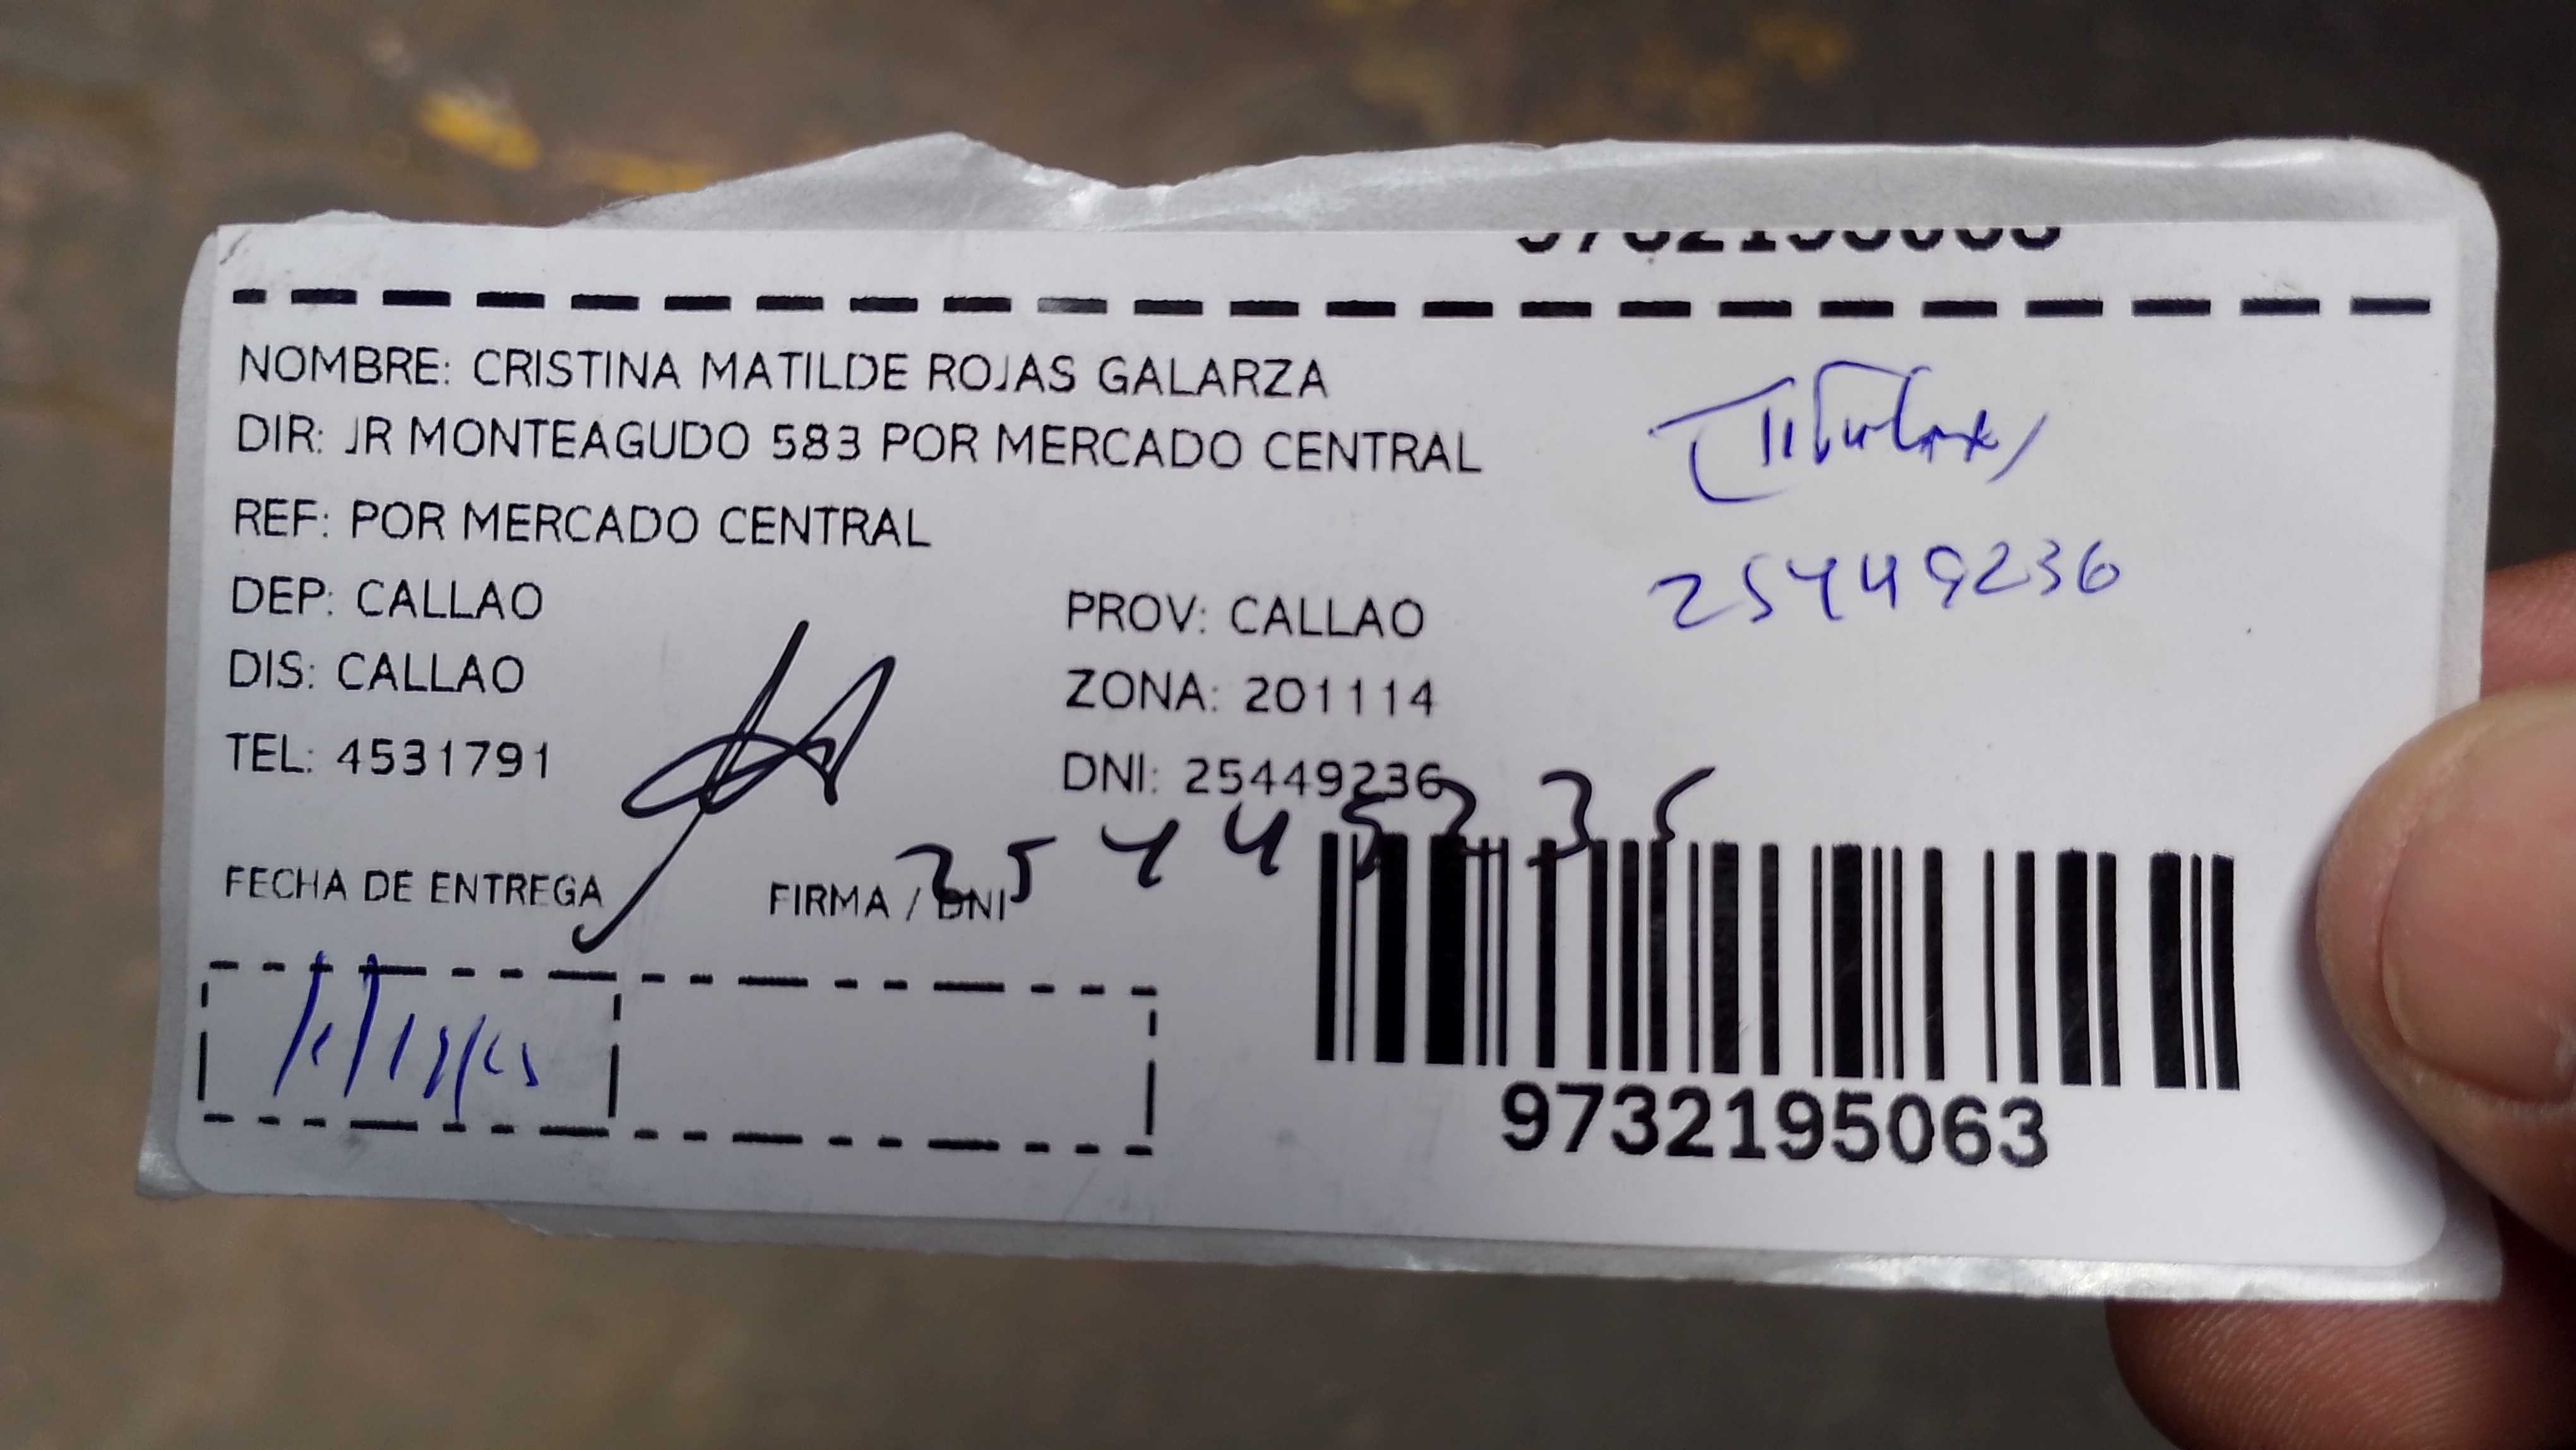 NOMBRE: CRISTINA MATILDE ROJAS GALARZA
DIR: JR MONTEAGUDO 583 POR MERCADO CENTRAL
REF: POR MERCADO CENTRAL
DEP: CALLAO
PROV: CALLAO
DIS: CALLAO
ZONA: 201114
TEL: 4531791
DNI: 25449236
Titular
25449236
FECHA DE ENTREGA
FIRMA / DNI
9732195063